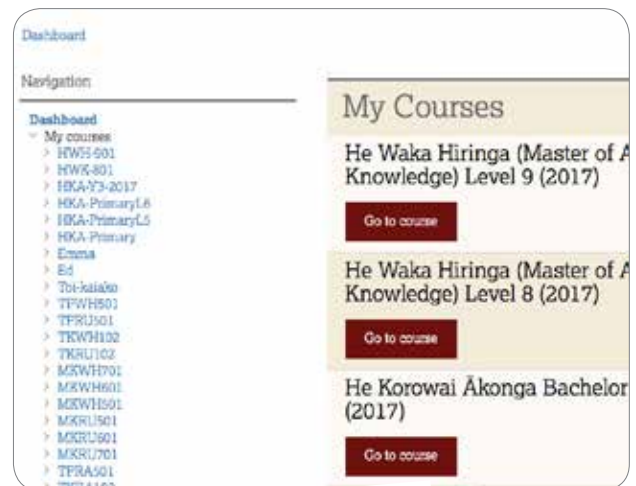 Dashboard
Navigation
Dashboard
My courses
HWH-901
HWK-801
HKA-Y3-2017
HKA-PrimaryL6
HKA-PrimaryL5
HKA-Primary
Emma
Ed
Toi-kaiako
TPWH501
TPRU501
TKWH102
TKRU102
MKWH701
MKWH601
MKWH501
MKRU501
MKRU601
MKRU701
TPRA501
My Courses
He Waka Hiringa (Master of A
Knowledge) Level 9 (2017)
Go to course
He Waka Hiringa (Master of A
Knowledge) Level 8 (2017)
Go to course
He Korowai Ākonga Bachelor
(2017)
Go to course